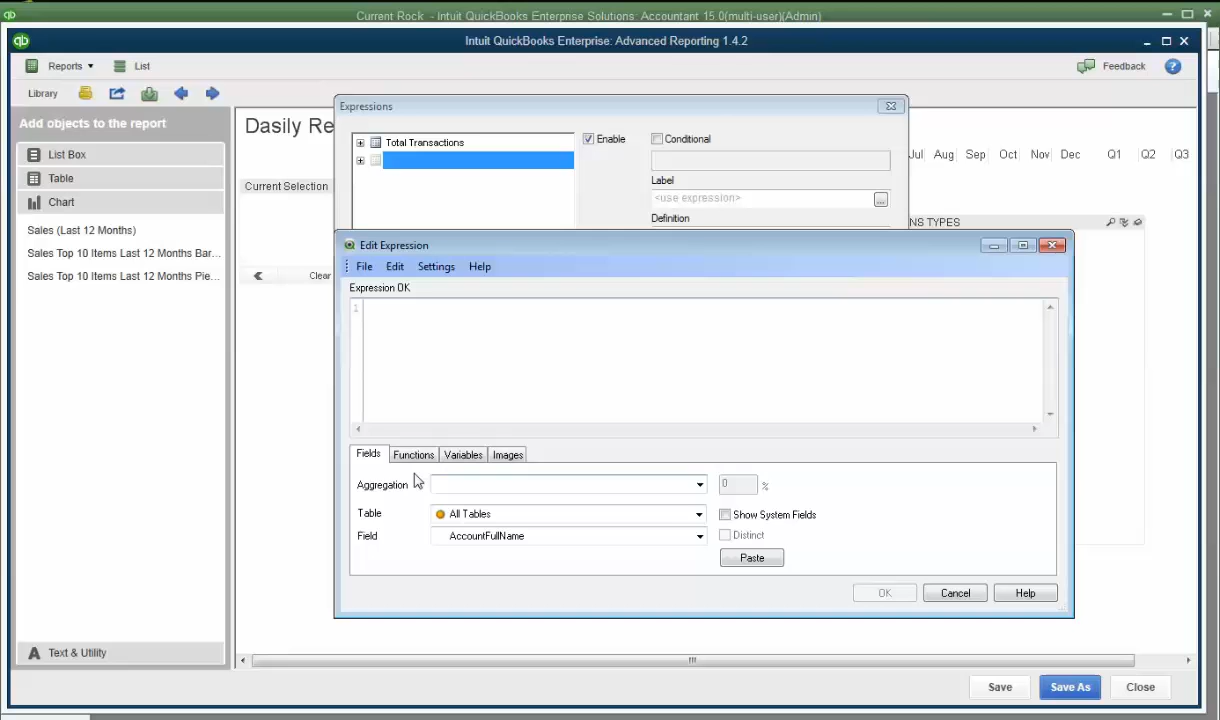 Current Rock - Intuit QuickBooks Enterprise Solutions: Accountant 15.0(multi-user)(Admin)
qb
Intuit QuickBooks Enterprise: Advanced Reporting 1.4.2
Reports List Feedback ?
Library
Add objects to the report
List Box
Table
Chart
Sales (Last 12 Months)
Sales Top 10 Items Last 12 Months Bar...
Sales Top 10 Items Last 12 Months Pie...
Text & Utility
Dasily Re
Current Selection
Clear
Jul Aug Sep Oct Nov Dec Q1 Q2 Q3
NS TYPES
Expressions
Total Transactions
Enable
Conditional
Label
<use expression>
...
Definition
Edit Expression
File Edit Settings Help
Expression OK
1
Fields Functions Variables Images
Aggregation 0 %
Table All Tables Show System Fields
Field AccountFullName Distinct
Paste
OK Cancel Help
Save Save As Close